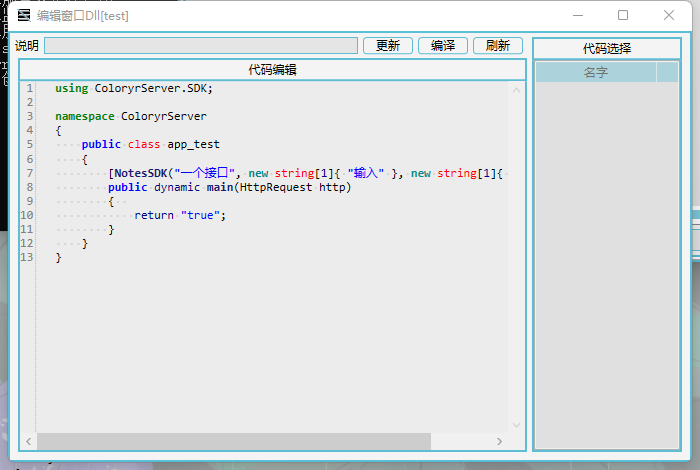 编辑窗口Dll[test]
说明 更新 编译 刷新 代码选择
代码编辑 名字
1 using ColoryrServer.SDK;
2
3 namespace ColoryrServer
4 {
5 public class app_test
6 {
7 [NotesSDK("一个接口", new string[1]{ "输入" }, new string[1]{
8 public dynamic main(HttpRequest http)
9 {
10 return "true";
11 }
12 }
13 }